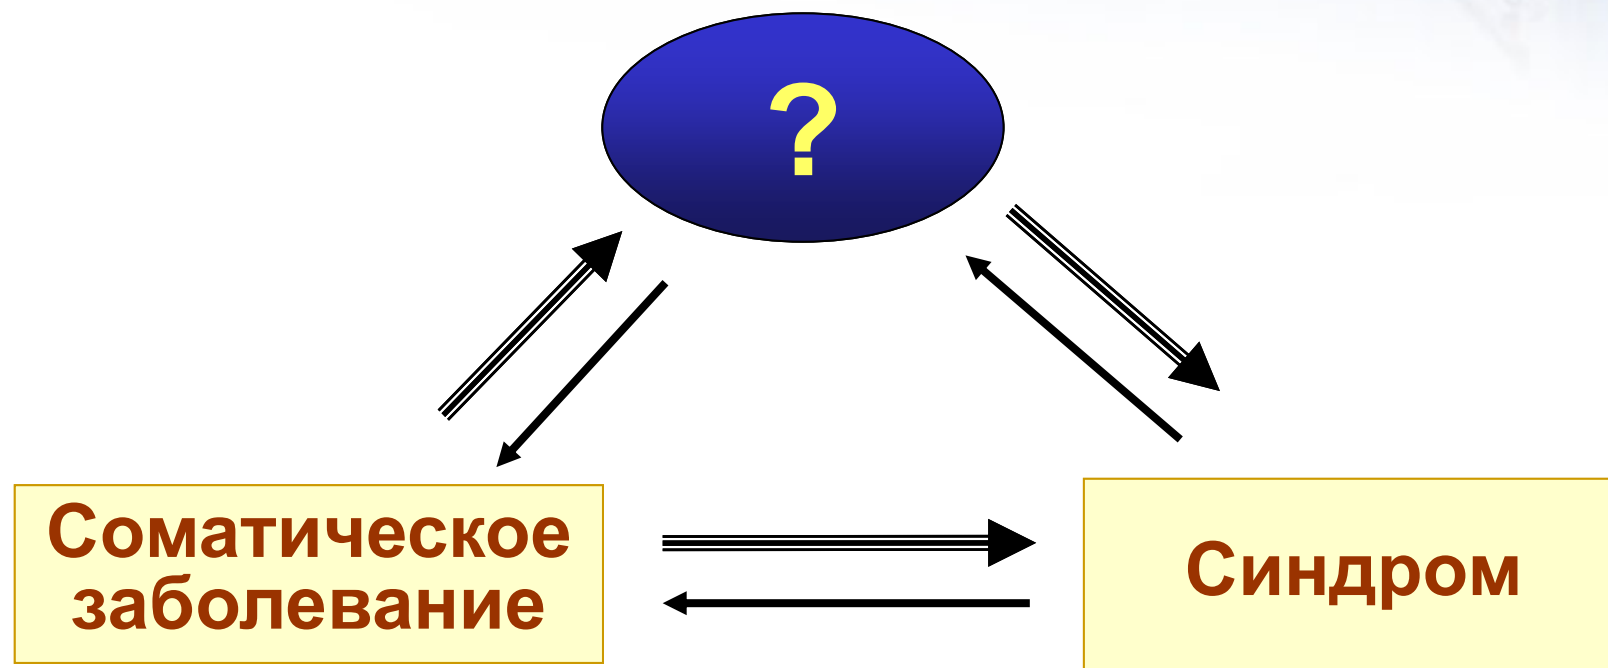 ?
Соматическое
заболевание
Синдром